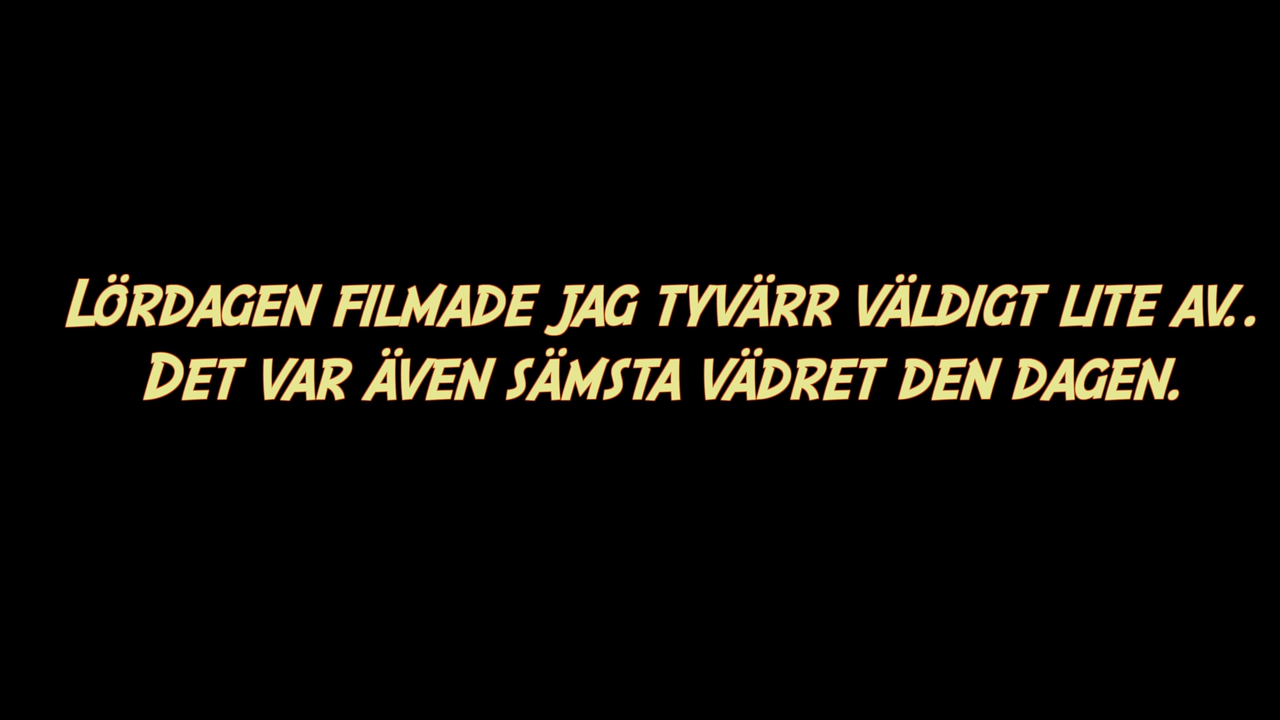 Lördagen filmade jag tyvärr väldigt lite av..
Det var även sämsta vädret den dagen.